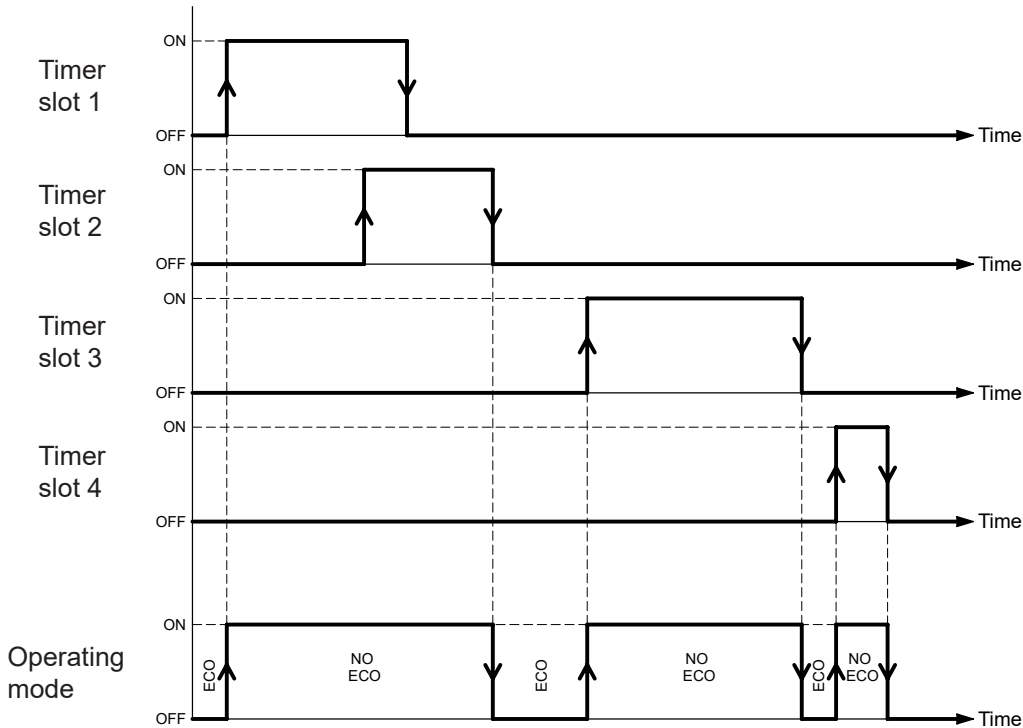 ON
Timer
slot 1
OFF
Time
ON
Timer
slot 2
OFF
Time
ON
Timer
slot 3
OFF
Time
ON
Timer
slot 4
OFF
Time
ON
Operating
mode
ECO
NO
ECO
ECO
NO
ECO
ECO
NO
ECO
OFF
Time